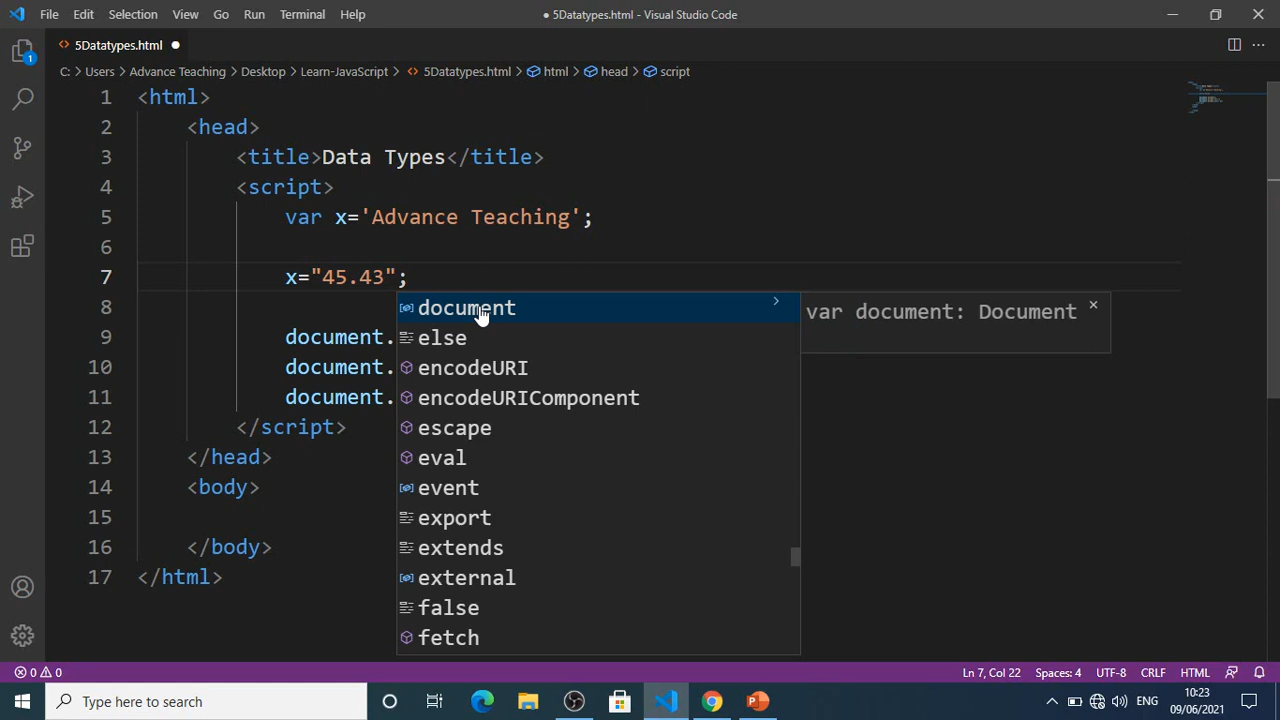 File Edit Selection View Go Run Terminal Help
● 5Datatypes.html - Visual Studio Code
5Datatypes.html ●
C: > Users > Advance Teaching > Desktop > Learn-JavaScript > 5Datatypes.html > html > head > script
1 <html>
2 <head>
3 <title>Data Types</title>
4 <script>
5 var x='Advance Teaching';
6
7 x="45.43";
8
9 document.
10 document.
11 document.
12 </script>
13 </head>
14 <body>
15
16 </body>
17 </html>
document
else
encodeURI
encodeURIComponent
escape
eval
event
export
extends
external
false
fetch
var document: Document
1
0 0
Ln 7, Col 22 Spaces: 4 UTF-8 CRLF HTML
Type here to search
ENG
10:23
09/06/2021